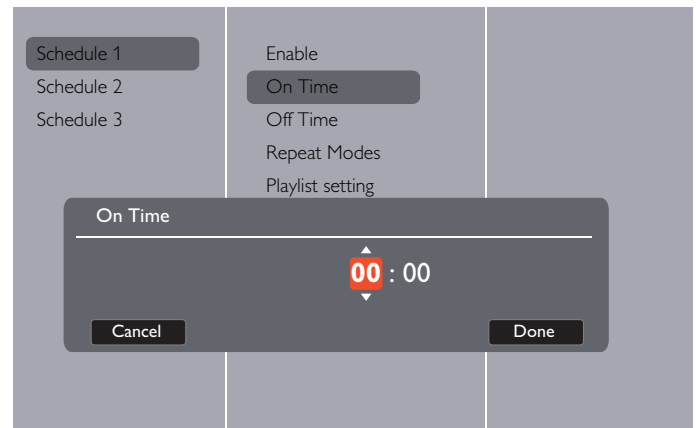 Schedule 1
Schedule 2
Schedule 3
Enable
On Time
Off Time
Repeat Modes
Playlist setting
On Time
00 : 00
Cancel
Done